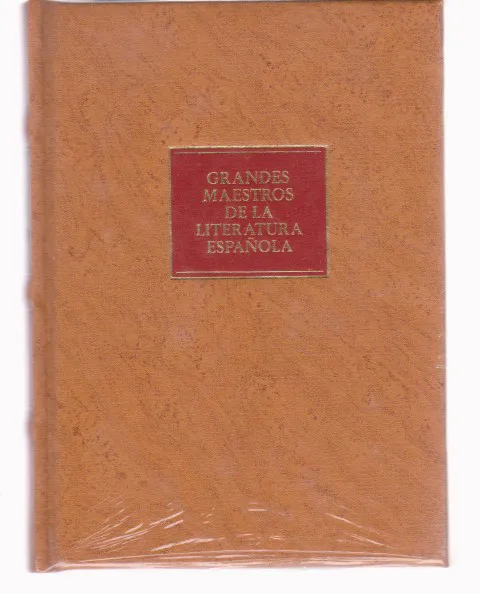 GRANDES
MAESTROS
DE LA
LITERATURA
ESPAÑOLA